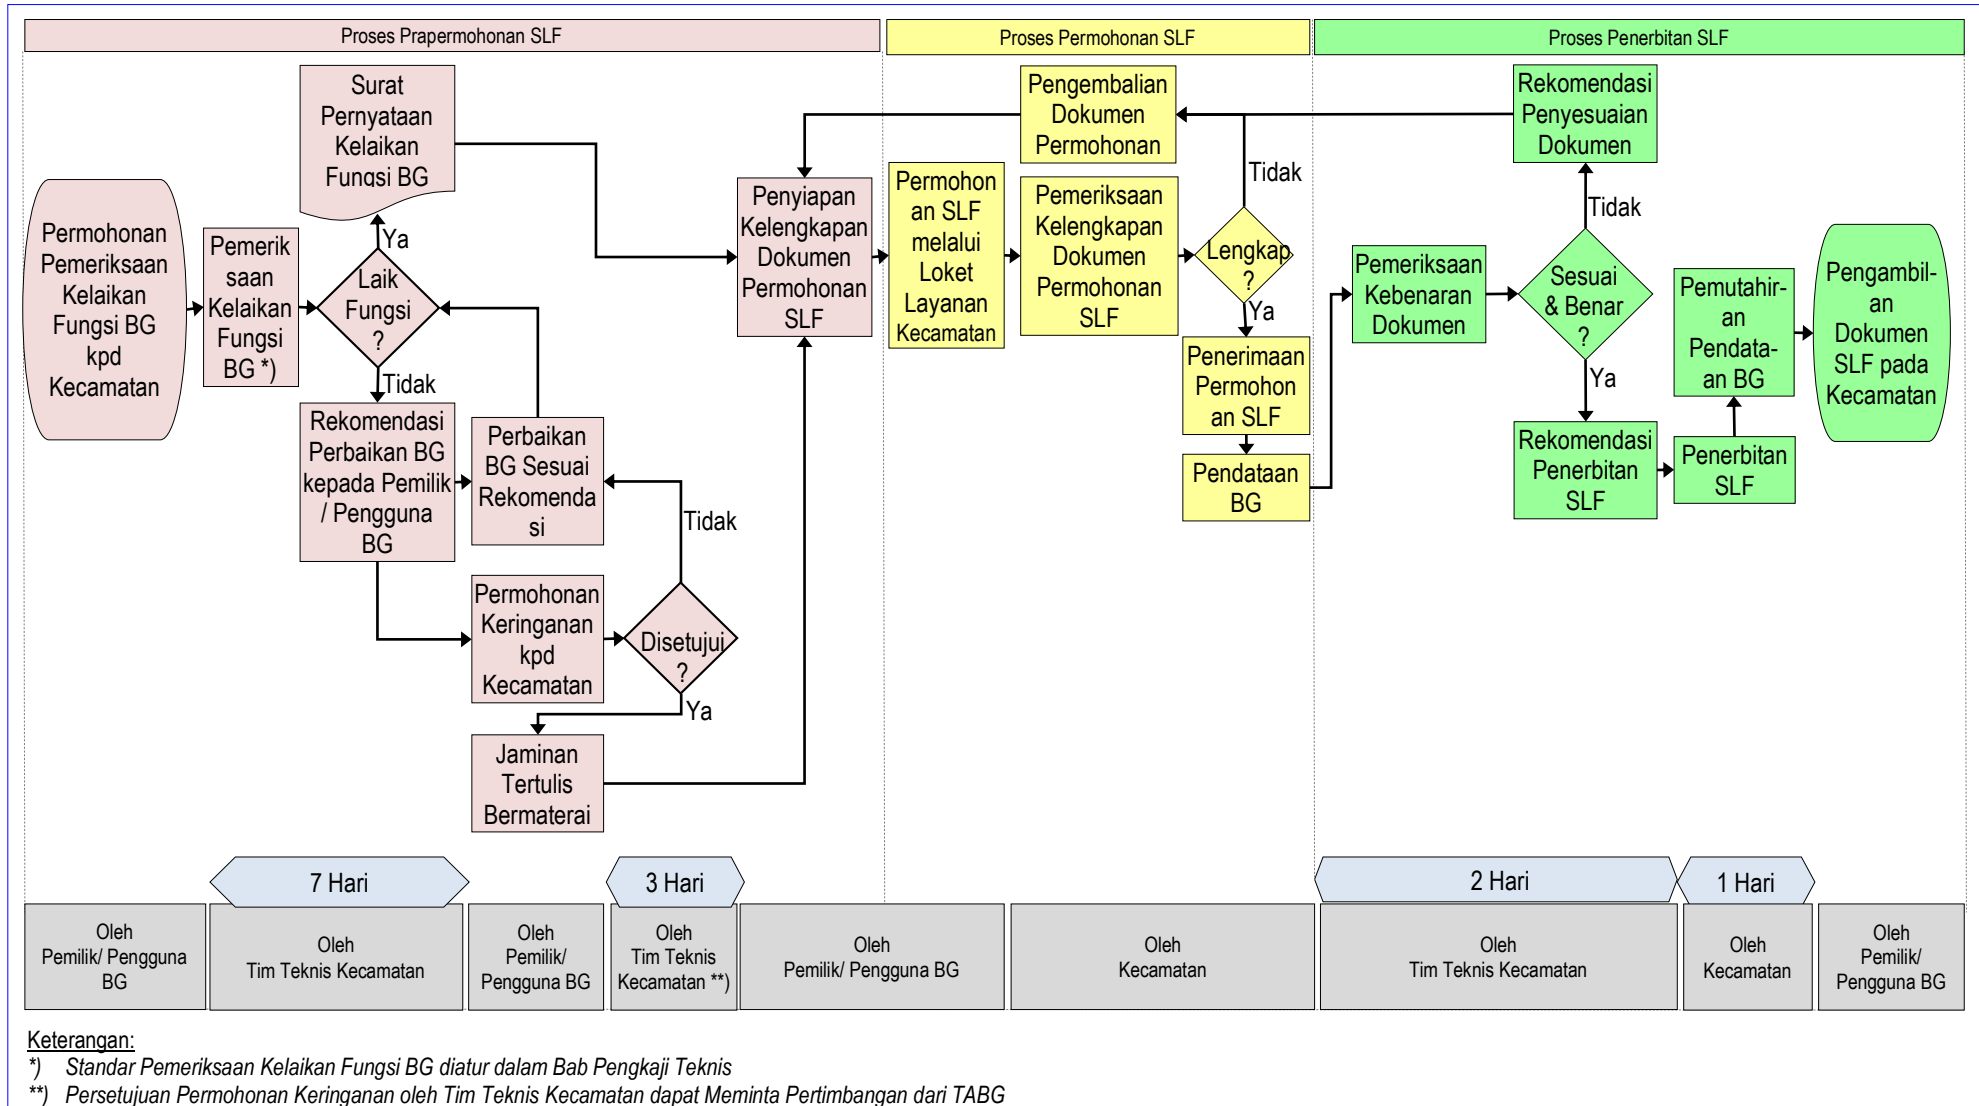 Proses Prapermohonan SLF
Proses Permohonan SLF
Proses Penerbitan SLF
Surat
Pernyataan
Kelaikan
Fungsi BG
Permohonan
Pemeriksaan
Kelaikan
Fungsi BG
kpd
Kecamatan
Pemerik
saan
Kelaikan
Fungsi
BG *)
Ya
Laik
Fungsi
?
Tidak
Rekomendasi
Perbaikan BG
kepada Pemilik
/ Pengguna
BG
Perbaikan
BG Sesuai
Rekomenda
si
Tidak
Permohonan
Keringanan
kpd
Kecamatan
Disetujui
?
Ya
Jaminan
Tertulis
Bermaterai
Penyiapan
Kelengkapan
Dokumen
Permohonan
SLF
Pengembalian
Dokumen
Permohonan
Permohon
an SLF
melalui
Loket
Layanan
Kecamatan
Pemeriksaan
Kelengkapan
Dokumen
Permohonan
SLF
Tidak
Lengkap
?
Ya
Penerimaan
Permohon
an SLF
Pendataan
BG
Rekomendasi
Penyesuaian
Dokumen
Tidak
Pemeriksaan
Kebenaran
Dokumen
Sesuai
& Benar
?
Ya
Rekomendasi
Penerbitan
SLF
Penerbitan
SLF
Pemutahir-
an
Pendata-
an BG
Pengambil-
an
Dokumen
SLF pada
Kecamatan
7 Hari
3 Hari
2 Hari
1 Hari
Oleh
Pemilik/ Pengguna
BG
Oleh
Tim Teknis Kecamatan
Oleh
Pemilik/
Pengguna BG
Oleh
Tim Teknis
Kecamatan **)
Oleh
Pemilik/ Pengguna BG
Oleh
Kecamatan
Oleh
Tim Teknis Kecamatan
Oleh
Kecamatan
Oleh
Pemilik/
Pengguna BG
Keterangan:
*) Standar Pemeriksaan Kelaikan Fungsi BG diatur dalam Bab Pengkaji Teknis
**) Persetujuan Permohonan Keringanan oleh Tim Teknis Kecamatan dapat Meminta Pertimbangan dari TABG